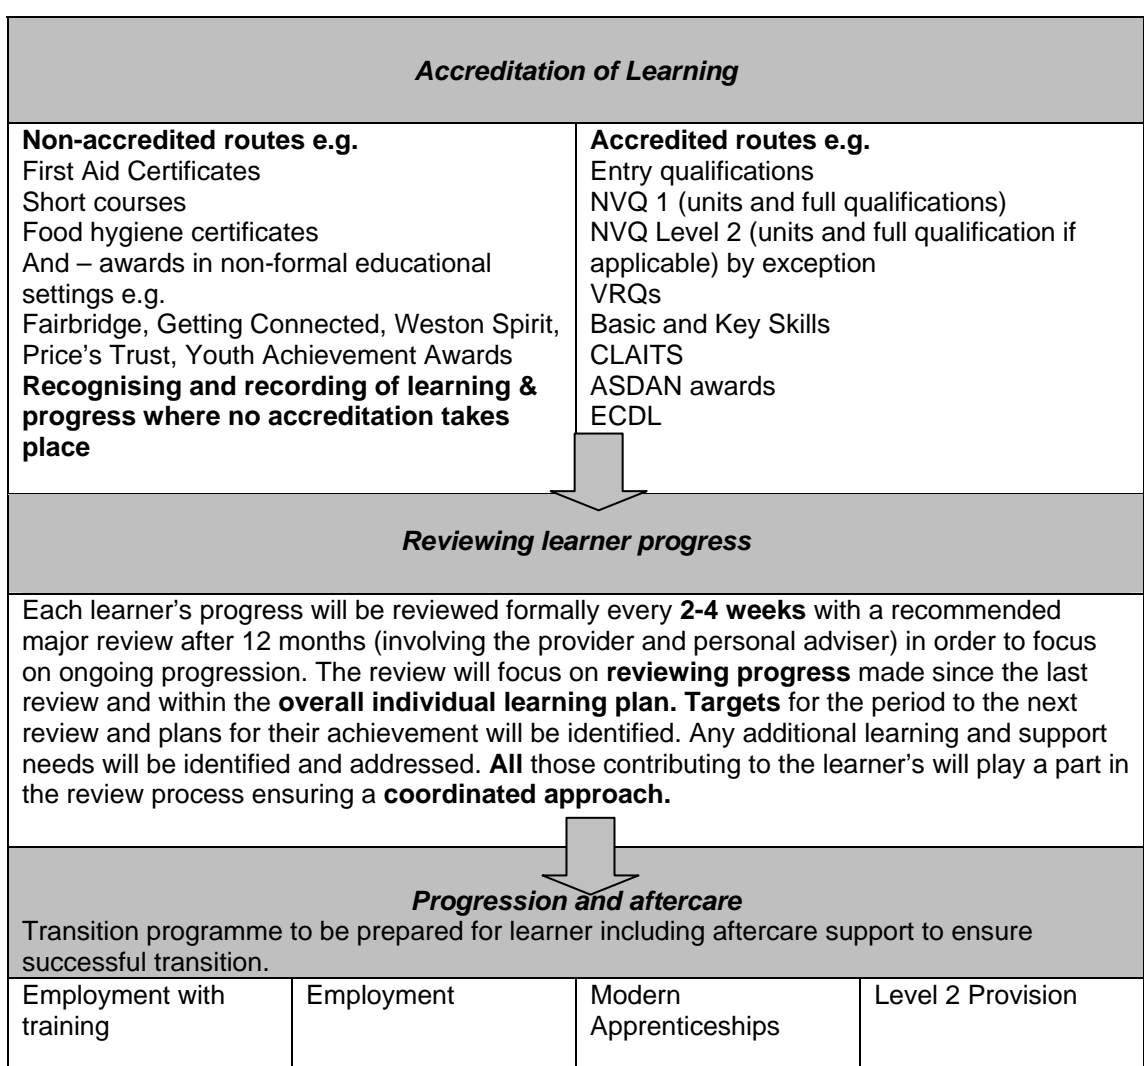 Accreditation of Learning
Non-accredited routes e.g.
First Aid Certificates
Short courses
Food hygiene certificates
And – awards in non-formal educational
settings e.g.
Fairbridge, Getting Connected, Weston Spirit,
Price’s Trust, Youth Achievement Awards
Recognising and recording of learning &
progress where no accreditation takes
place
Accredited routes e.g.
Entry qualifications
NVQ 1 (units and full qualifications)
NVQ Level 2 (units and full qualification if
applicable) by exception
VRQs
Basic and Key Skills
CLAITS
ASDAN awards
ECDL
Reviewing learner progress
Each learner’s progress will be reviewed formally every 2-4 weeks with a recommended
major review after 12 months (involving the provider and personal adviser) in order to focus
on ongoing progression. The review will focus on reviewing progress made since the last
review and within the overall individual learning plan. Targets for the period to the next
review and plans for their achievement will be identified. Any additional learning and support
needs will be identified and addressed. All those contributing to the learner’s will play a part in
the review process ensuring a coordinated approach.
Progression and aftercare
Transition programme to be prepared for learner including aftercare support to ensure
successful transition.
Employment with
training
Employment
Modern
Apprenticeships
Level 2 Provision